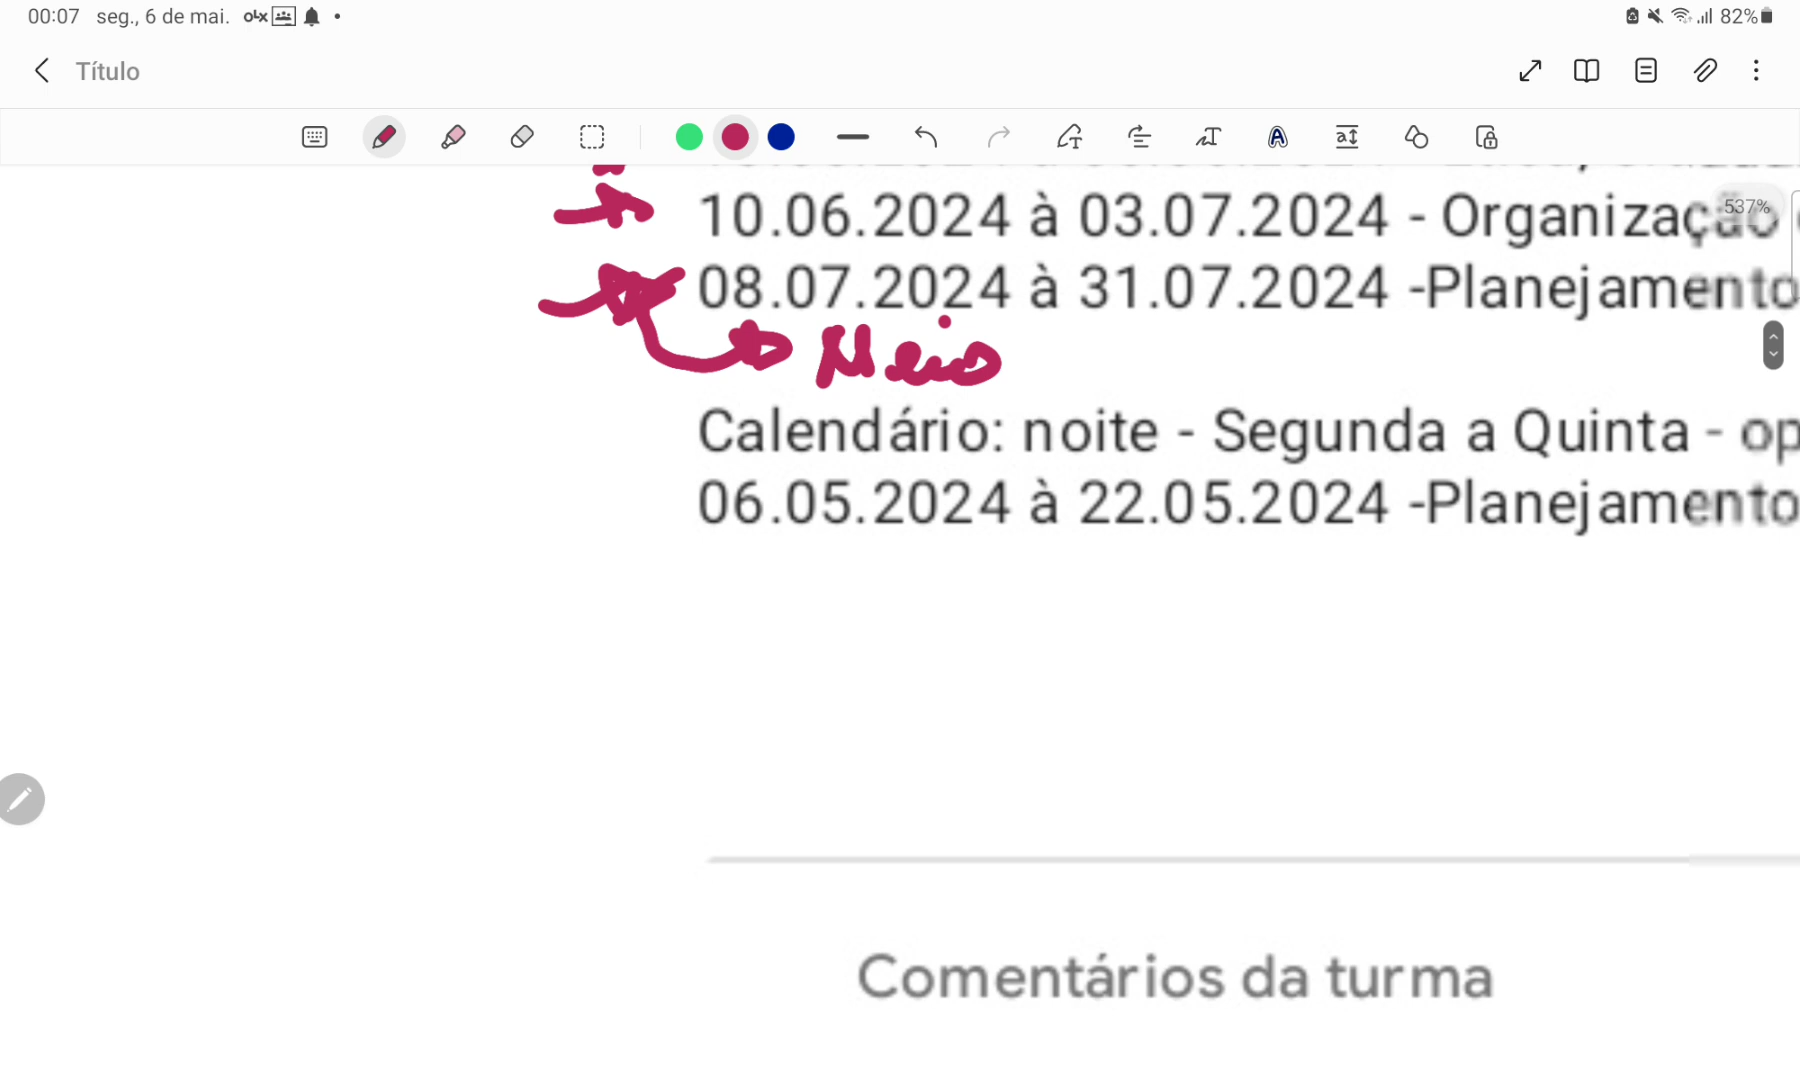 00:07 seg., 6 de mai. olx 82%
Título
10.06.2024 à 03.07.2024 - Organização
537%
08.07.2024 à 31.07.2024 -Planejamento
Meio
Calendário: noite - Segunda a Quinta - op
06.05.2024 à 22.05.2024 -Planejamento
Comentários da turma